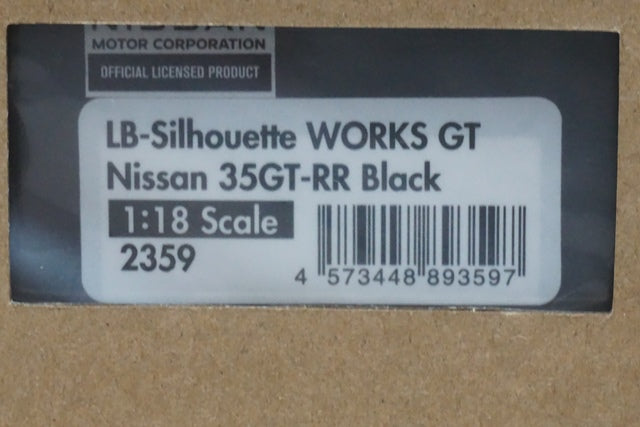 NISSAN
MOTOR CORPORATION
OFFICIAL LICENSED PRODUCT
LB-Silhouette WORKS GT
Nissan 35GT-RR Black
1:18 Scale
2359
4 573448 893597